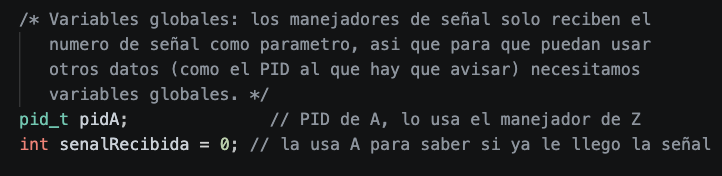 /* Variables globales: los manejadores de señal solo reciben el
numero de señal como parametro, asi que para que puedan usar
otros datos (como el PID al que hay que avisar) necesitamos
variables globales. */
pid_t pidA; // PID de A, lo usa el manejador de Z
int senalRecibida = 0; // la usa A para saber si ya le llego la señal